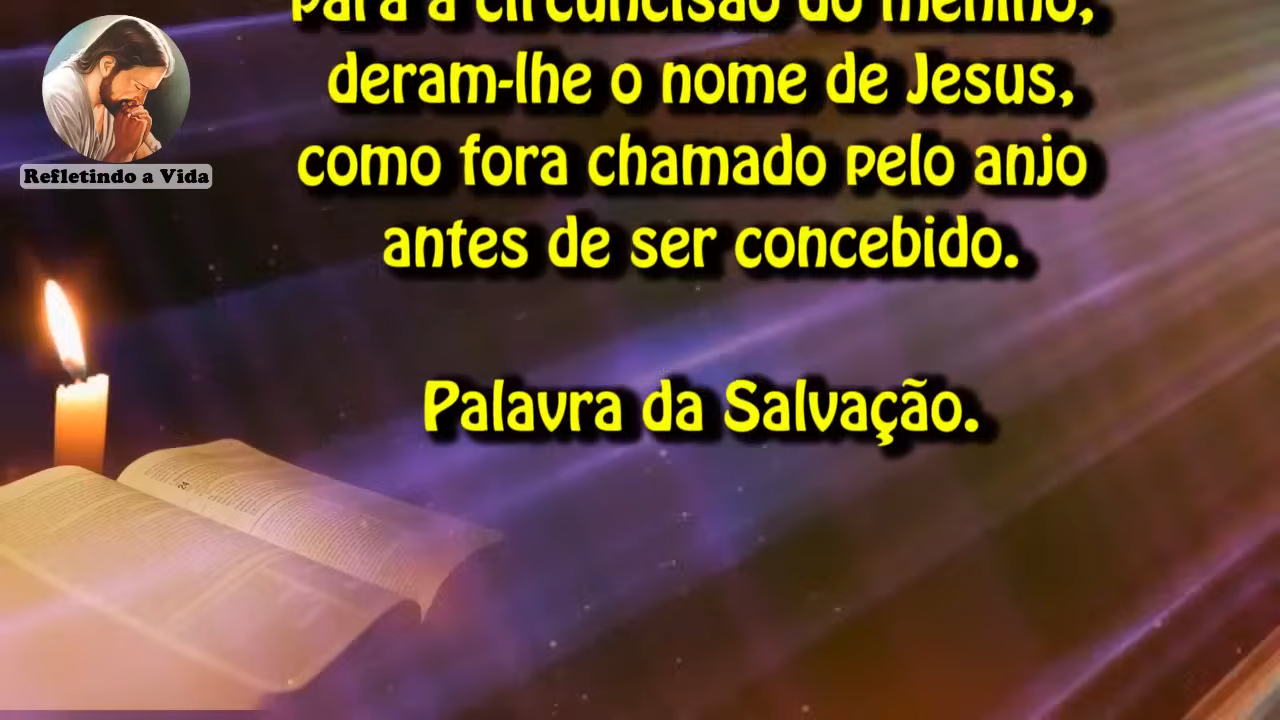 Refletindo a Vida
para a circuncisão do menino,
deram-lhe o nome de Jesus,
como fora chamado pelo anjo
antes de ser concebido.
Palavra da Salvação.